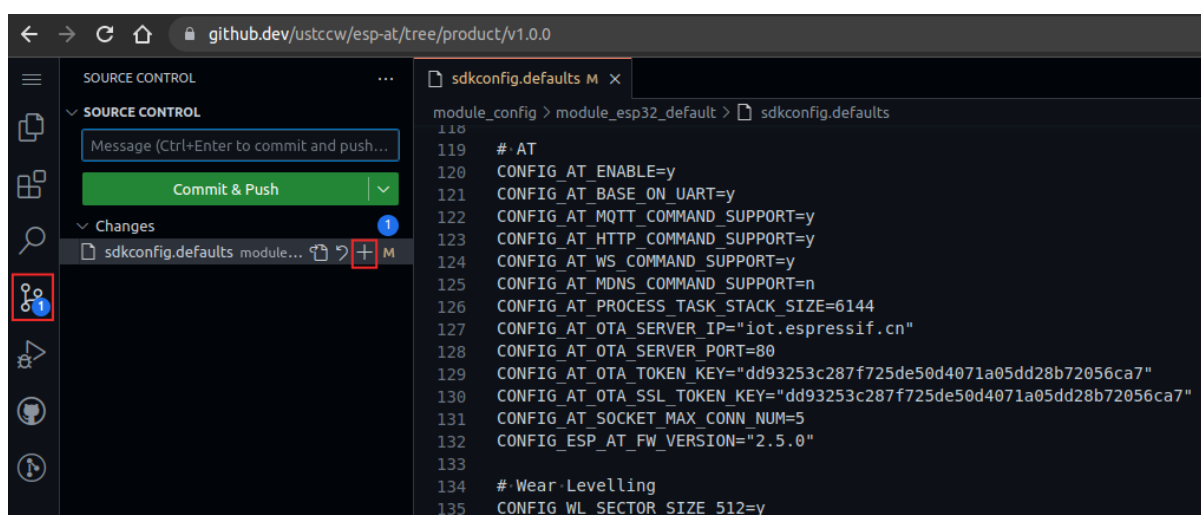 github.dev/ustccw/esp-at/tree/product/v1.0.0
SOURCE CONTROL
SOURCE CONTROL
Message (Ctrl+Enter to commit and push...
Commit & Push
Changes 1
sdkconfig.defaults module... M
1
sdkconfig.defaults M
module_config > module_esp32_default > sdkconfig.defaults
118
119 # AT
120 CONFIG_AT_ENABLE=y
121 CONFIG_AT_BASE_ON_UART=y
122 CONFIG_AT_MQTT_COMMAND_SUPPORT=y
123 CONFIG_AT_HTTP_COMMAND_SUPPORT=y
124 CONFIG_AT_WS_COMMAND_SUPPORT=y
125 CONFIG_AT_MDNS_COMMAND_SUPPORT=n
126 CONFIG_AT_PROCESS_TASK_STACK_SIZE=6144
127 CONFIG_AT_OTA_SERVER_IP="iot.espressif.cn"
128 CONFIG_AT_OTA_SERVER_PORT=80
129 CONFIG_AT_OTA_TOKEN_KEY="dd93253c287f725de50d4071a05dd28b72056ca7"
130 CONFIG_AT_OTA_SSL_TOKEN_KEY="dd93253c287f725de50d4071a05dd28b72056ca7"
131 CONFIG_AT_SOCKET_MAX_CONN_NUM=5
132 CONFIG_ESP_AT_FW_VERSION="2.5.0"
133
134 # Wear Levelling
135 CONFIG_WL_SECTOR_SIZE_512=y